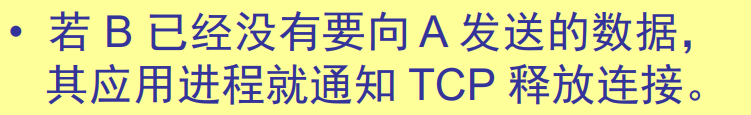 • 若 B 已经没有要向 A 发送的数据，
其应用进程就通知 TCP 释放连接。